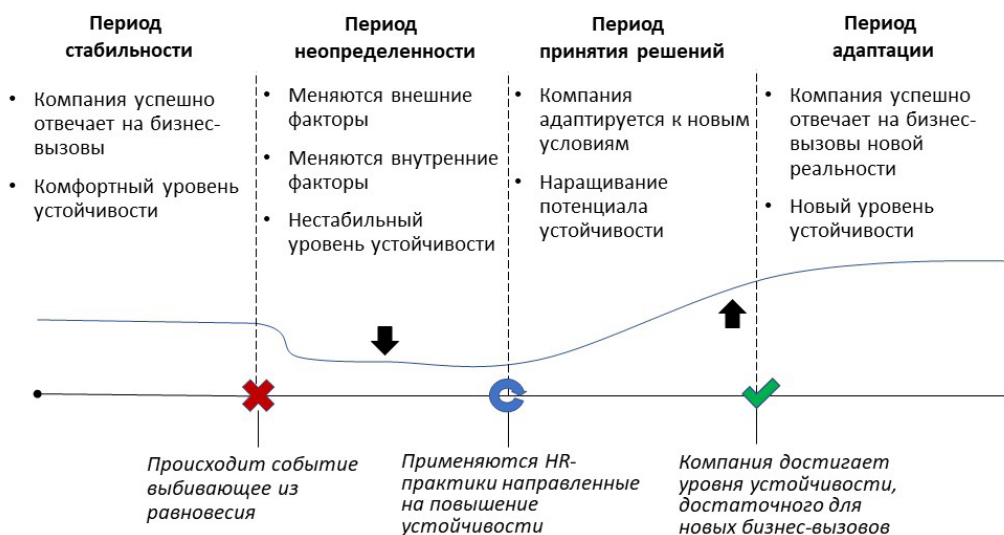 Период
стабильности
Компания успешно
отвечает на бизнес-
вызовы
Комфортный уровень
устойчивости
Период
неопределенности
Меняются внешние
факторы
Меняются внутренние
факторы
Нестабильный
уровень устойчивости
Период
принятия решений
Компания
адаптируется к новым
условиям
Наращивание
потенциала
устойчивости
Период
адаптации
Компания успешно
отвечает на бизнес-
вызовы новой
реальности
Новый уровень
устойчивости
Происходит событие
выбивающее из
равновесия
Применяются HR-
практики направленные
на повышение
устойчивости
Компания достигает
уровня устойчивости,
достаточного для
новых бизнес-вызовов